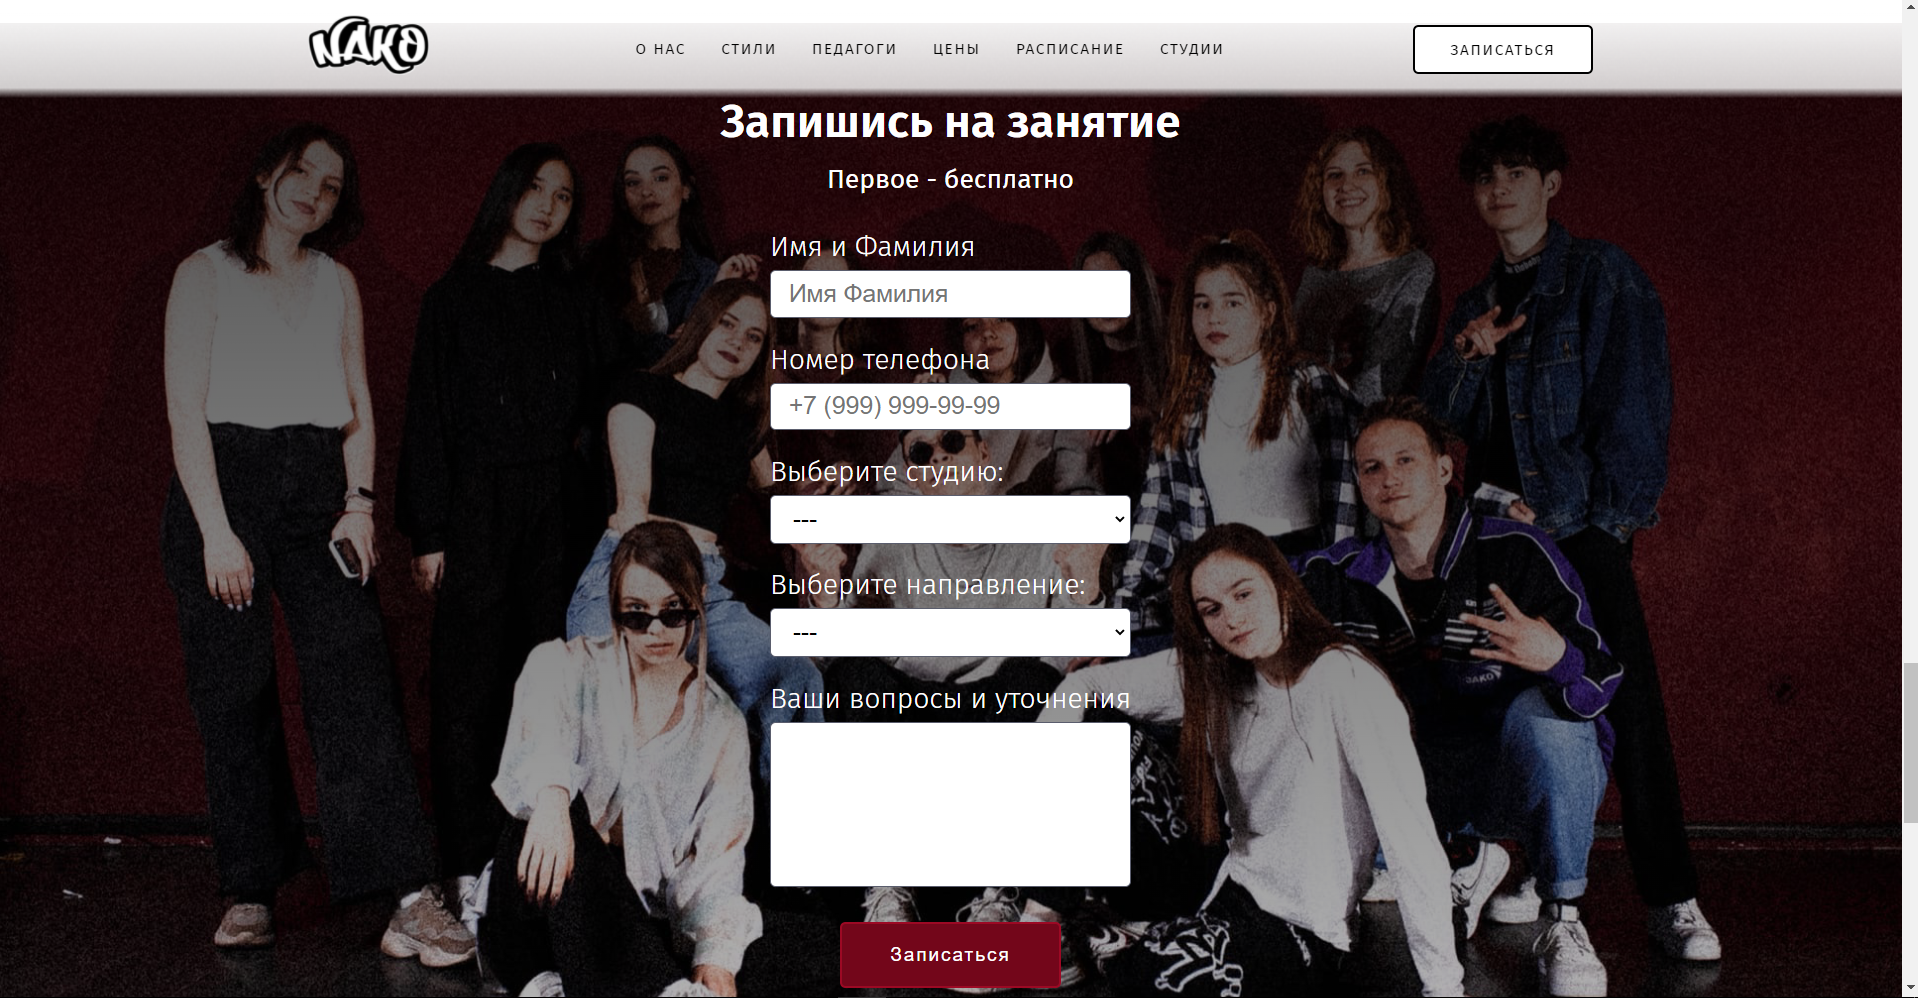 NAKO
О НАС СТИЛИ ПЕДАГОГИ ЦЕНЫ РАСПИСАНИЕ СТУДИИ
ЗАПИСАТЬСЯ
Запишись на занятие
Первое - бесплатно
Имя и Фамилия
Имя Фамилия
Номер телефона
+7 (999) 999-99-99
Выберите студию:
---
Выберите направление:
---
Ваши вопросы и уточнения
Записаться